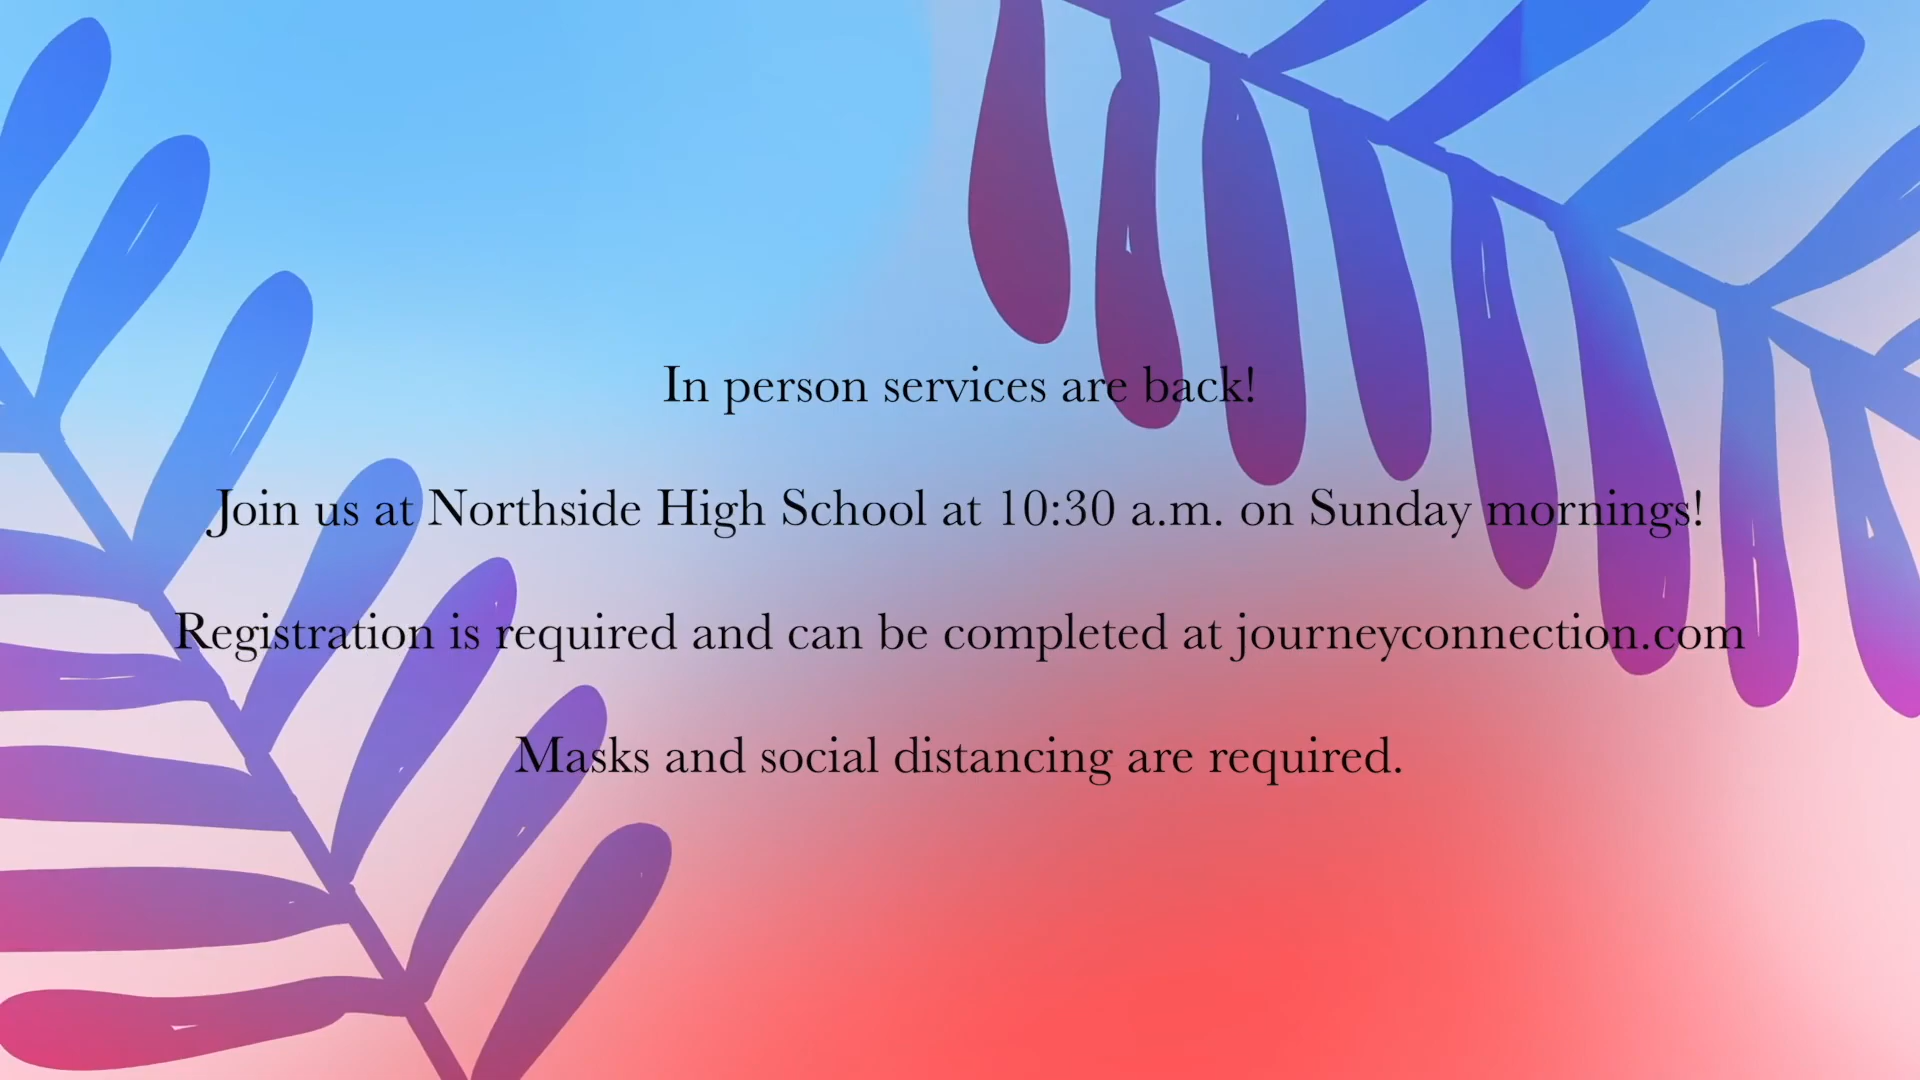 In person services are back!
Join us at Northside High School at 10:30 a.m. on Sunday mornings!
Registration is required and can be completed at journeyconnection.com
Masks and social distancing are required.